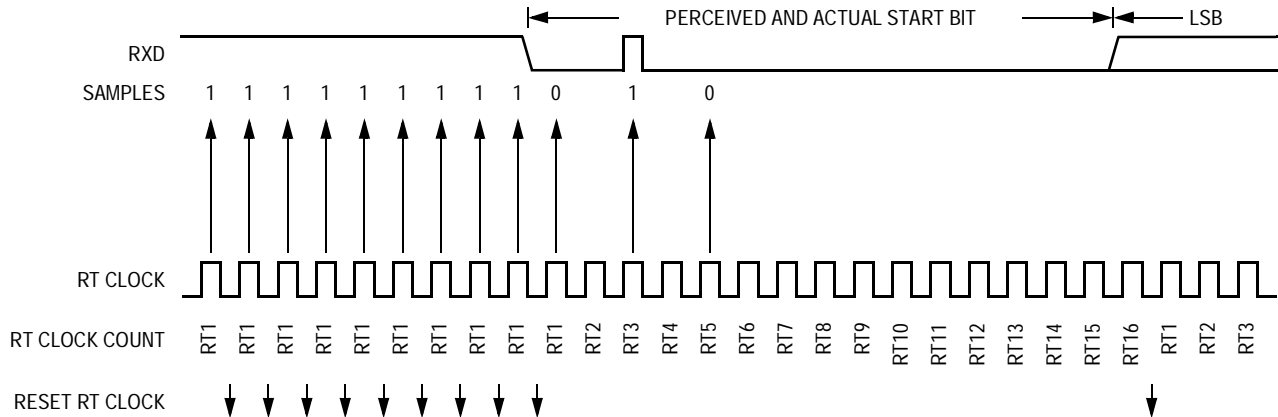 PERCEIVED AND ACTUAL START BIT LSB
RXD
SAMPLES 1 1 1 1 1 1 1 1 1 0 1 0
RT CLOCK
RT CLOCK COUNT RT1 RT1 RT1 RT1 RT1 RT1 RT1 RT1 RT1 RT1 RT2 RT3 RT4 RT5 RT6 RT7 RT8 RT9 RT10 RT11 RT12 RT13 RT14 RT15 RT16 RT1 RT2 RT3
RESET RT CLOCK